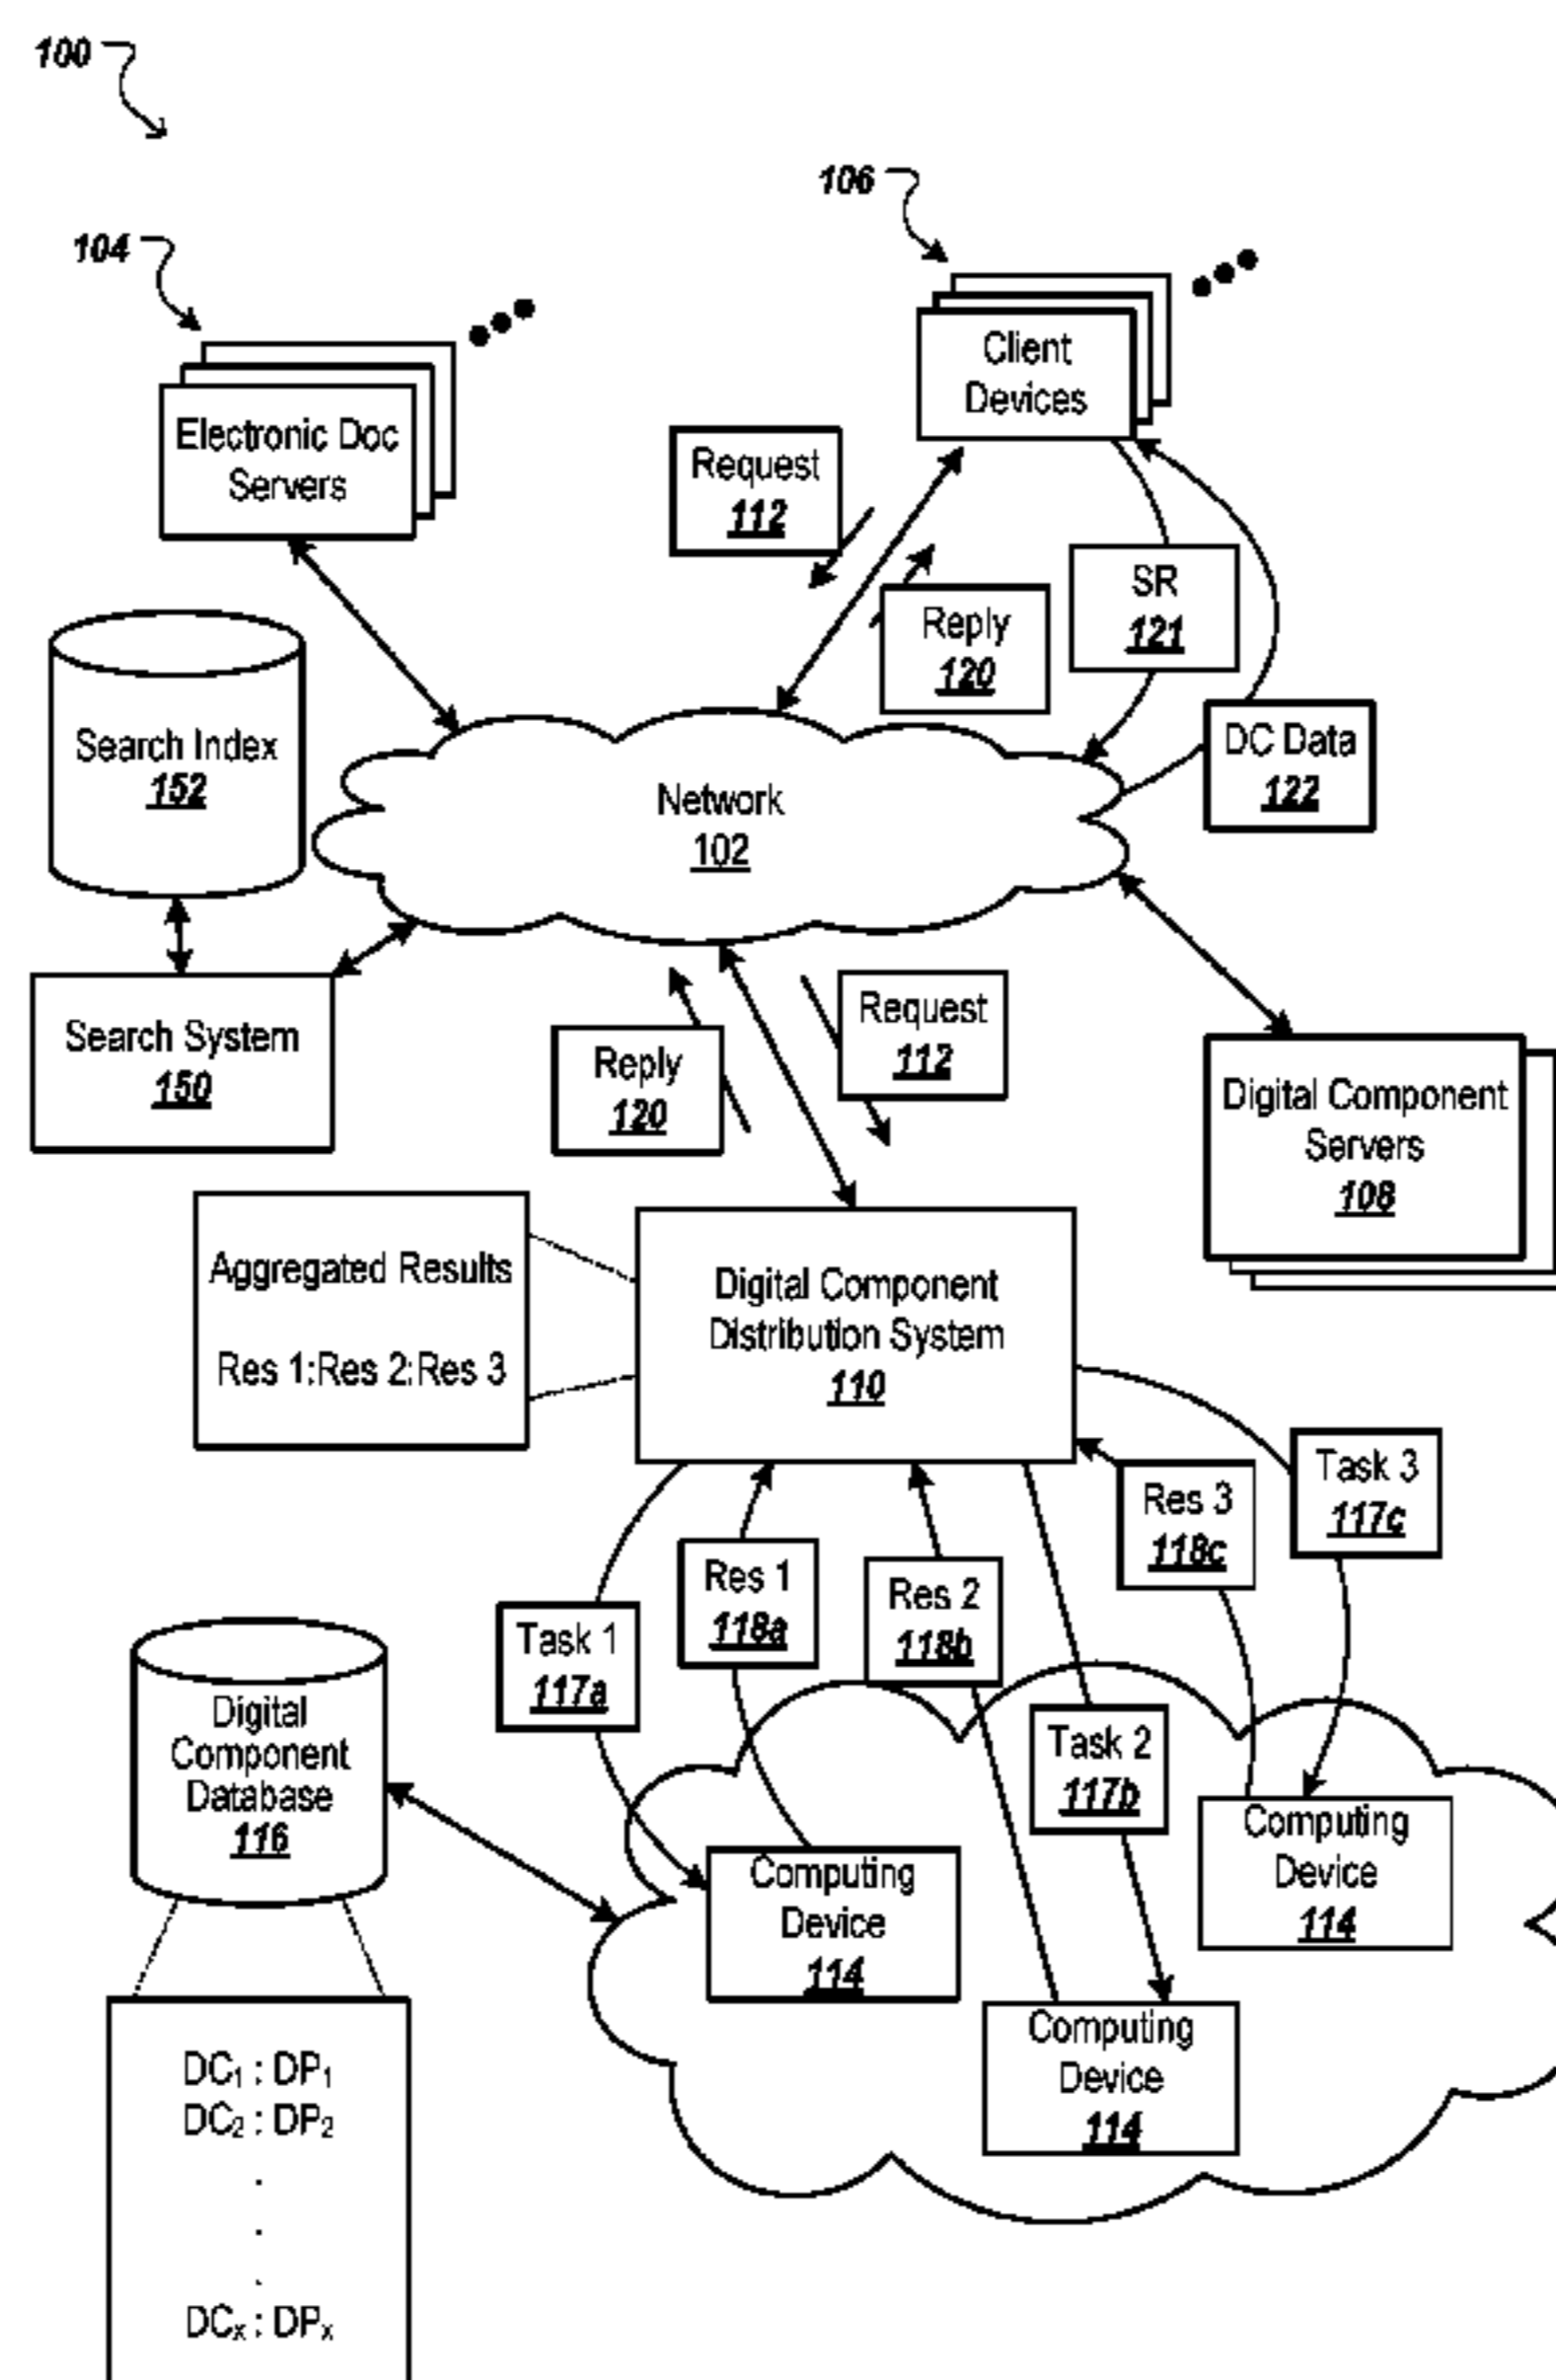 100
106
104
Client
Devices
Electronic Doc
Servers
Request
112
SR
121
Reply
120
Search Index
152
DC Data
122
Network
102
Search System
150
Request
112
Reply
120
Digital Component
Servers
108
Aggregated Results
Res 1:Res 2:Res 3
Digital Component
Distribution System
110
Task 3
117c
Res 3
118c
Res 1
118a
Res 2
118b
Task 1
117a
Digital
Component
Database
116
Task 2
117b
Computing
Device
114
Computing
Device
114
Computing
Device
114
DC₁ : DP₁
DC₂ : DP₂
.
.
.
DCₓ : DPₓ